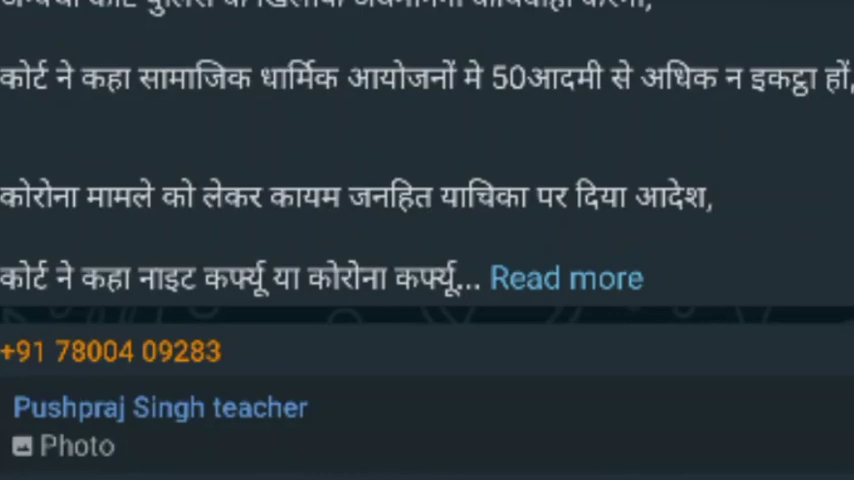 कोर्ट ने कहा सामाजिक धार्मिक आयोजनों मे 50आदमी से अधिक न इकट्ठा हों,
कोरोना मामले को लेकर कायम जनहित याचिका पर दिया आदेश,
कोर्ट ने कहा नाइट कर्फ्यू या कोरोना कर्फ्यू... Read more
+91 78004 09283
Pushpraj Singh teacher
Photo